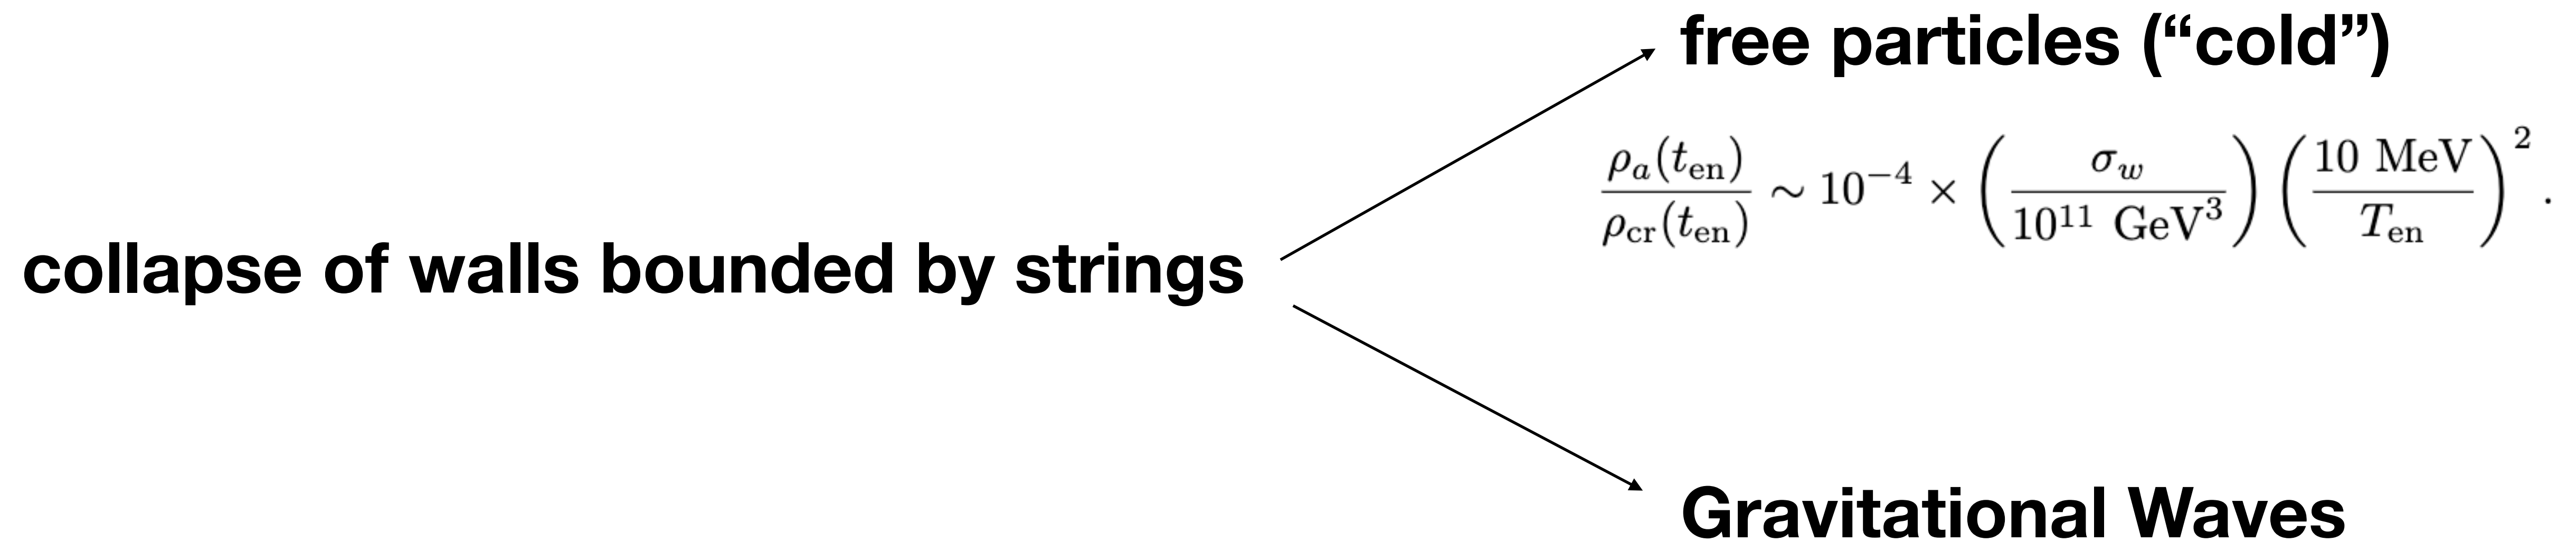 free particles (“cold”)
ρ_a(t_en)/ρ_cr(t_en) ∼ 10^−4 × (σ_w/10^11 GeV^3) (10 MeV/T_en)^2 .
collapse of walls bounded by strings
Gravitational Waves